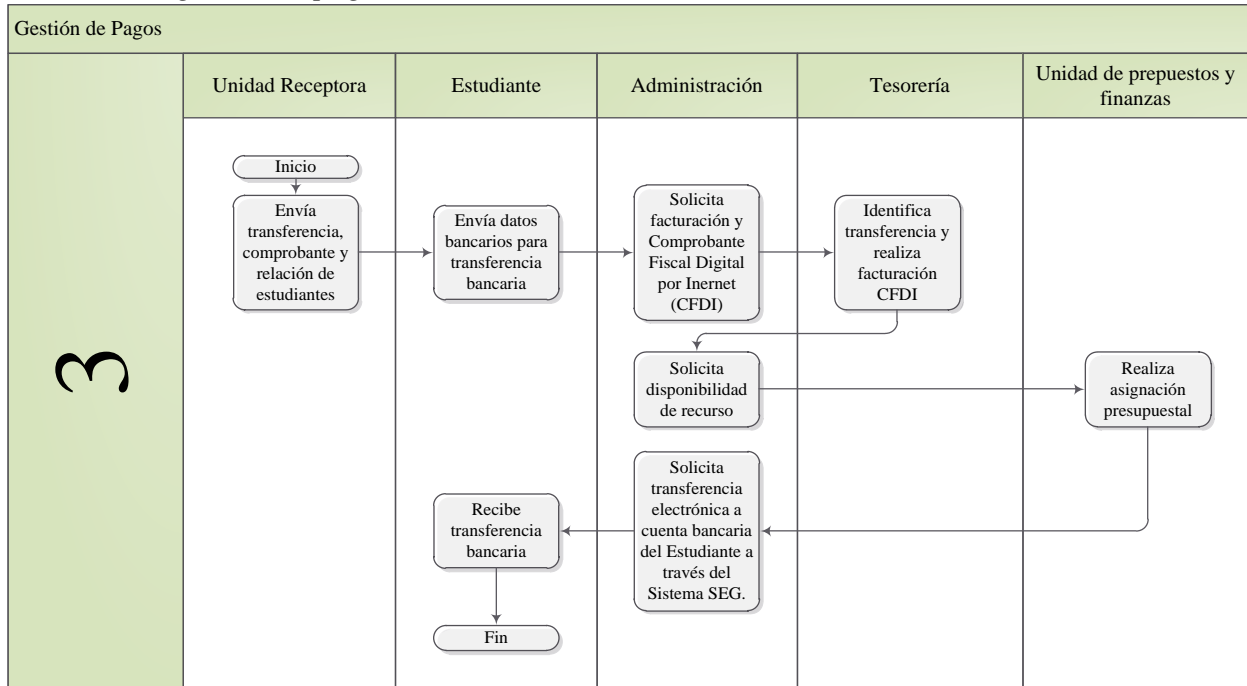 Gestión de Pagos
Unidad Receptora
Estudiante
Administración
Tesorería
Unidad de prepuestos y
finanzas
3
Inicio
Envía
transferencia,
comprobante y
relación de
estudiantes
Envía datos
bancarios para
transferencia
bancaria
Solicita
facturación y
Comprobante
Fiscal Digital
por Inernet
(CFDI)
Identifica
transferencia y
realiza
facturación
CFDI
Solicita
disponibilidad
de recurso
Realiza
asignación
presupuestal
Solicita
transferencia
electrónica a
cuenta bancaria
del Estudiante a
través del
Sistema SEG.
Recibe
transferencia
bancaria
Fin